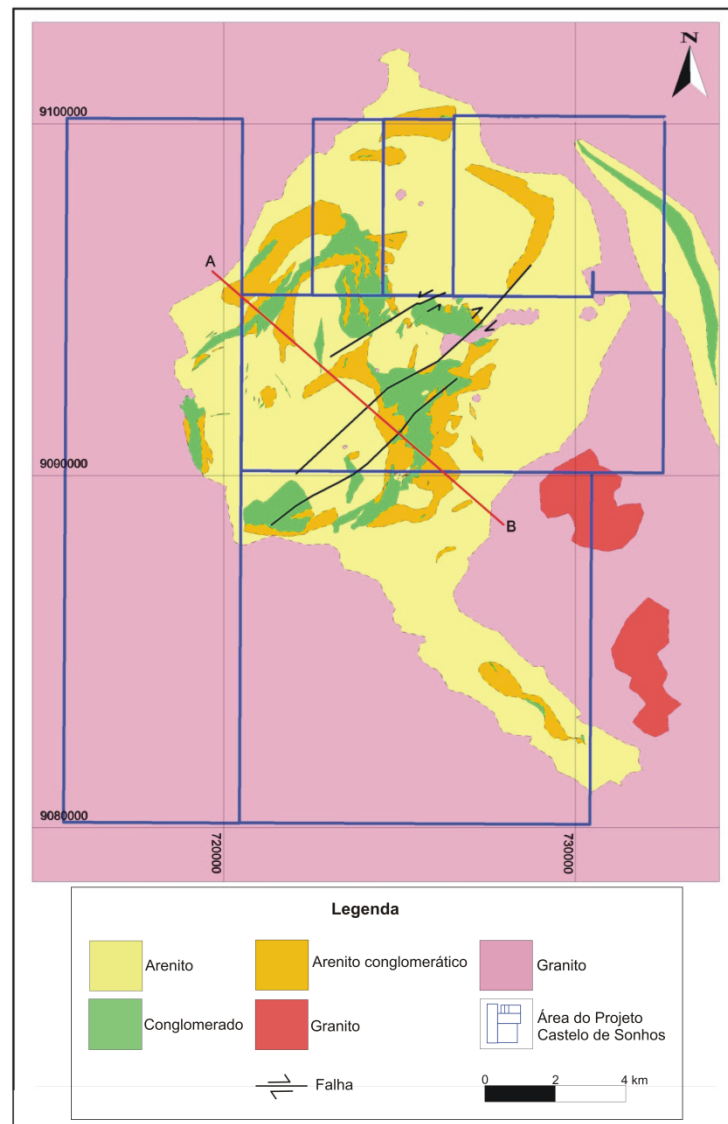 N
9100000
A
9090000
B
9080000
720000
730000
Legenda
Arenito
Arenito conglomerático
Granito
Conglomerado
Granito
Área do Projeto
Castelo de Sonhos
Falha
0 2 4 km